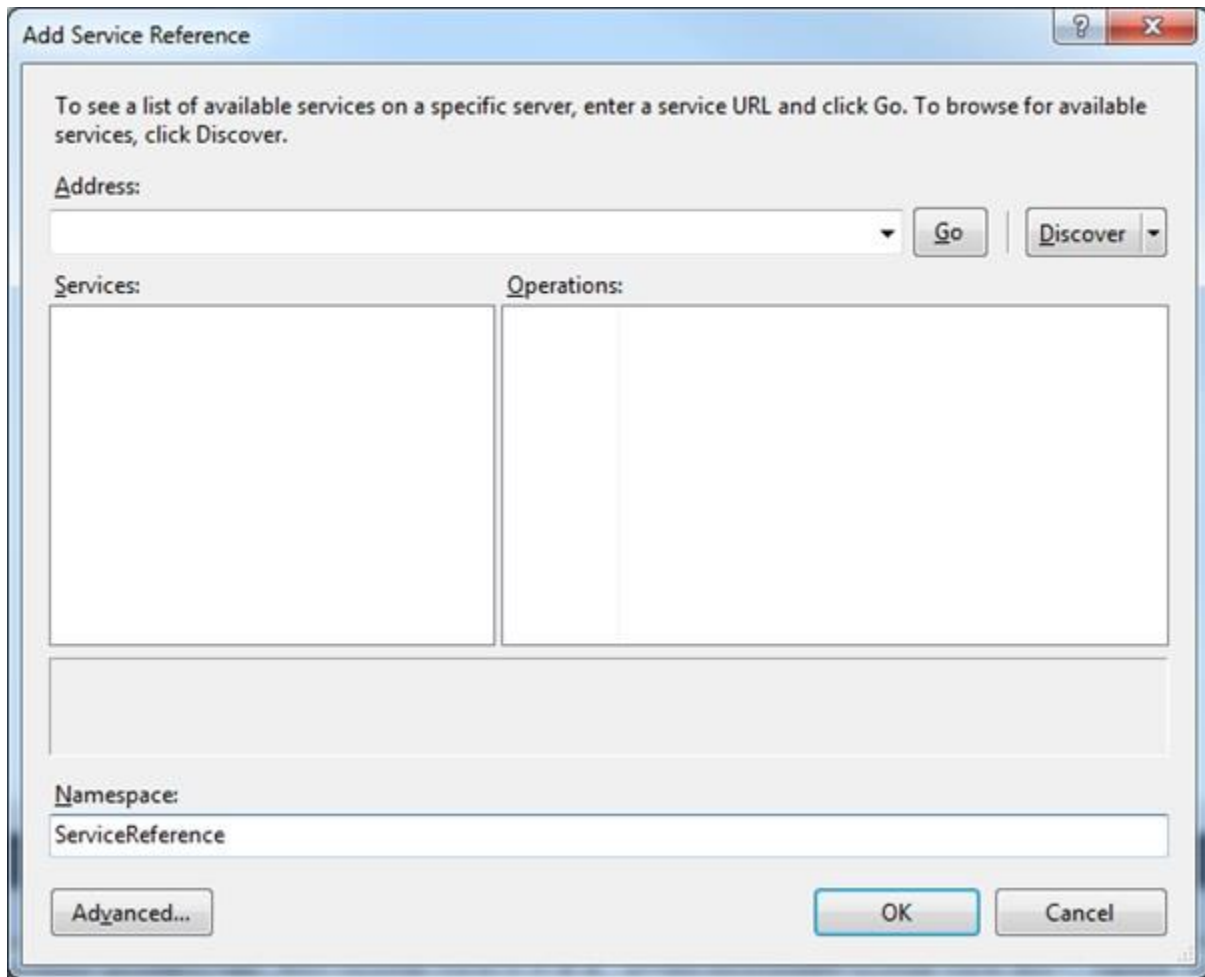 Add Service Reference
To see a list of available services on a specific server, enter a service URL and click Go. To browse for available
services, click Discover.
Address:
Go
Discover
Services:
Operations:
Namespace:
ServiceReference
Advanced...
OK
Cancel